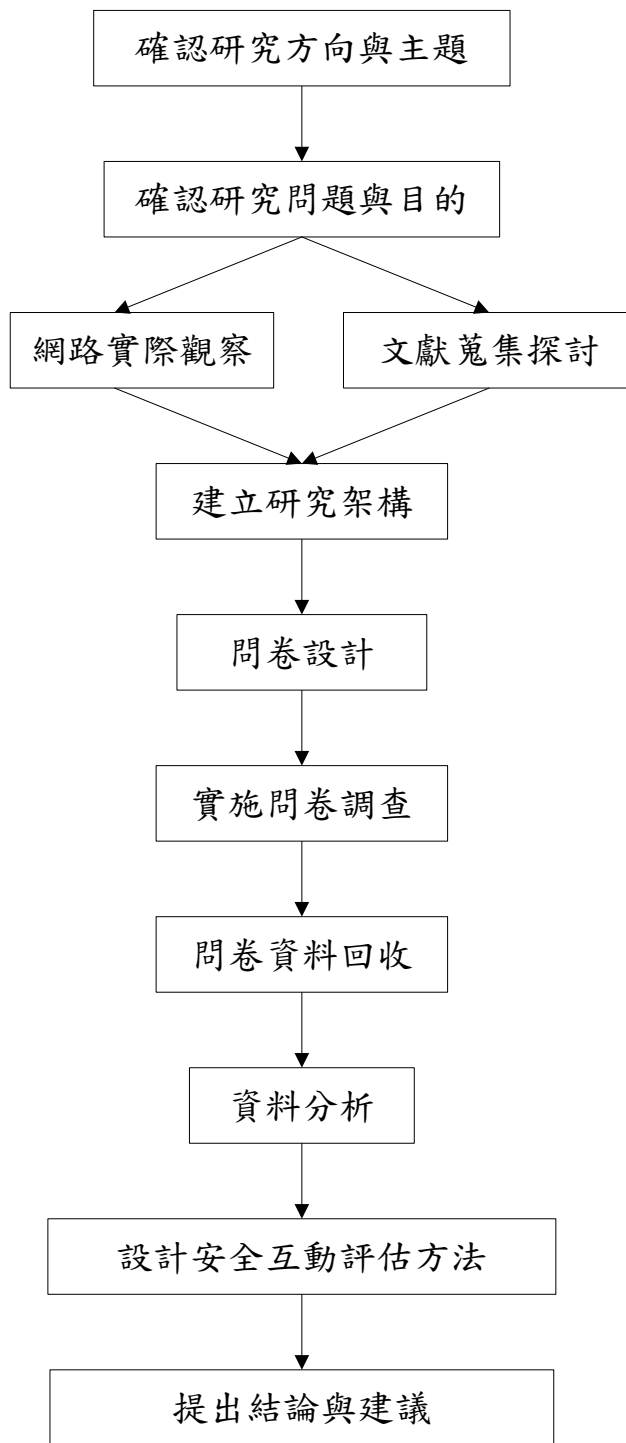 確認研究方向與主題
確認研究問題與目的
網路實際觀察
文獻蒐集探討
建立研究架構
問卷設計
實施問卷調查
問卷資料回收
資料分析
設計安全互動評估方法
提出結論與建議